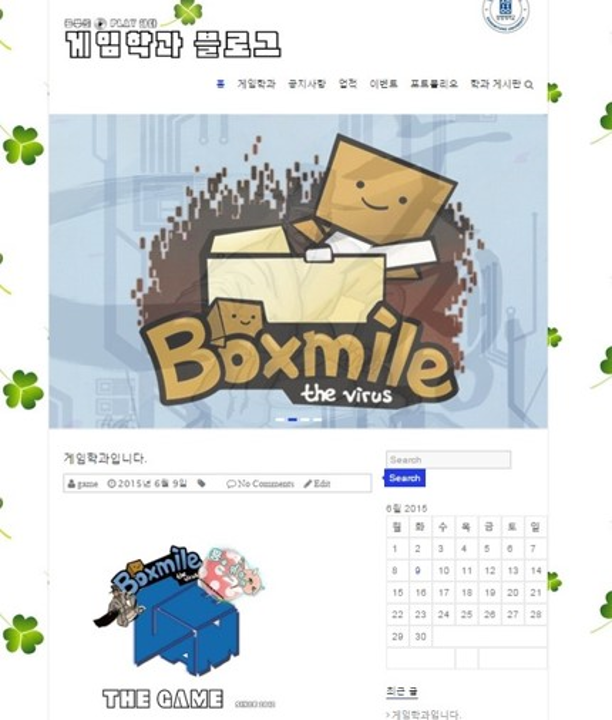 게임학과 블로그
홈 게임학과 공지사항 업적 이벤트 포트폴리오 학과 게시판
Boxmile
the virus
게임학과입니다.
game 2015년 6월 9일 No Comments Edit
Search
Search
6월 2015
월 화 수 목 금 토 일
1 2 3 4 5 6 7
8 9 10 11 12 13 14
15 16 17 18 19 20 21
22 23 24 25 26 27 28
29 30
Boxmile
THE GAME
최근 글
게임학과입니다.